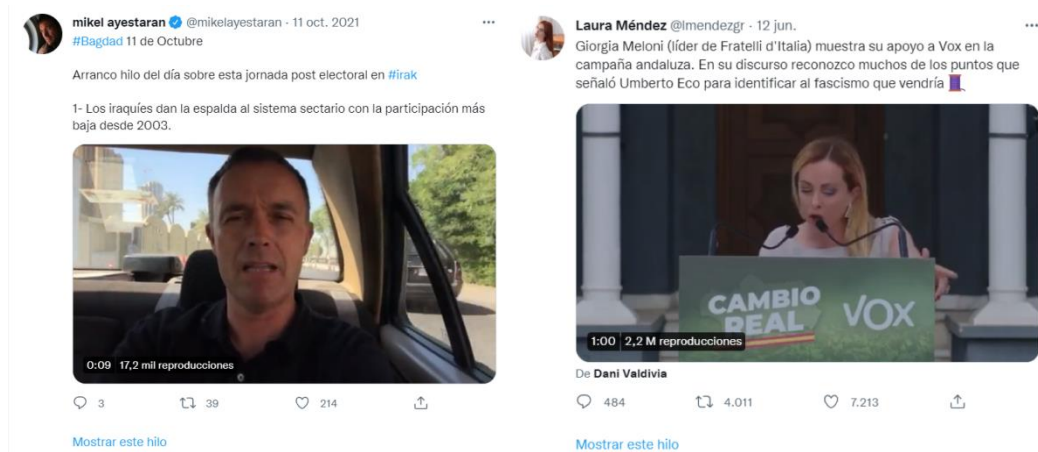 mikel ayestaran @mikelayestaran · 11 oct. 2021
#Bagdad 11 de Octubre
Arranco hilo del día sobre esta jornada post electoral en #irak
1- Los iraquíes dan la espalda al sistema sectario con la participación más
baja desde 2003.
0:09 17,2 mil reproducciones
3 39 214
Mostrar este hilo
Laura Méndez @lmendezgr · 12 jun.
Giorgia Meloni (líder de Fratelli d'Italia) muestra su apoyo a Vox en la
campaña andaluza. En su discurso reconozco muchos de los puntos que
señaló Umberto Eco para identificar al fascismo que vendría
CAMBIO
REAL
VOX
1:00 2,2 M reproducciones
De Dani Valdivia
484 4.011 7.213
Mostrar este hilo